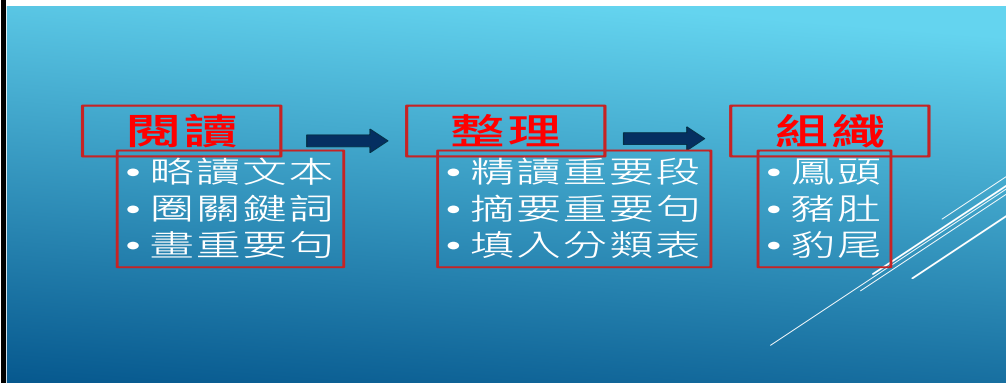 閱讀
• 略讀文本
• 圈關鍵詞
• 畫重要句
整理
• 精讀重要段
• 摘要重要句
• 填入分類表
組織
• 鳳頭
• 豬肚
• 豹尾